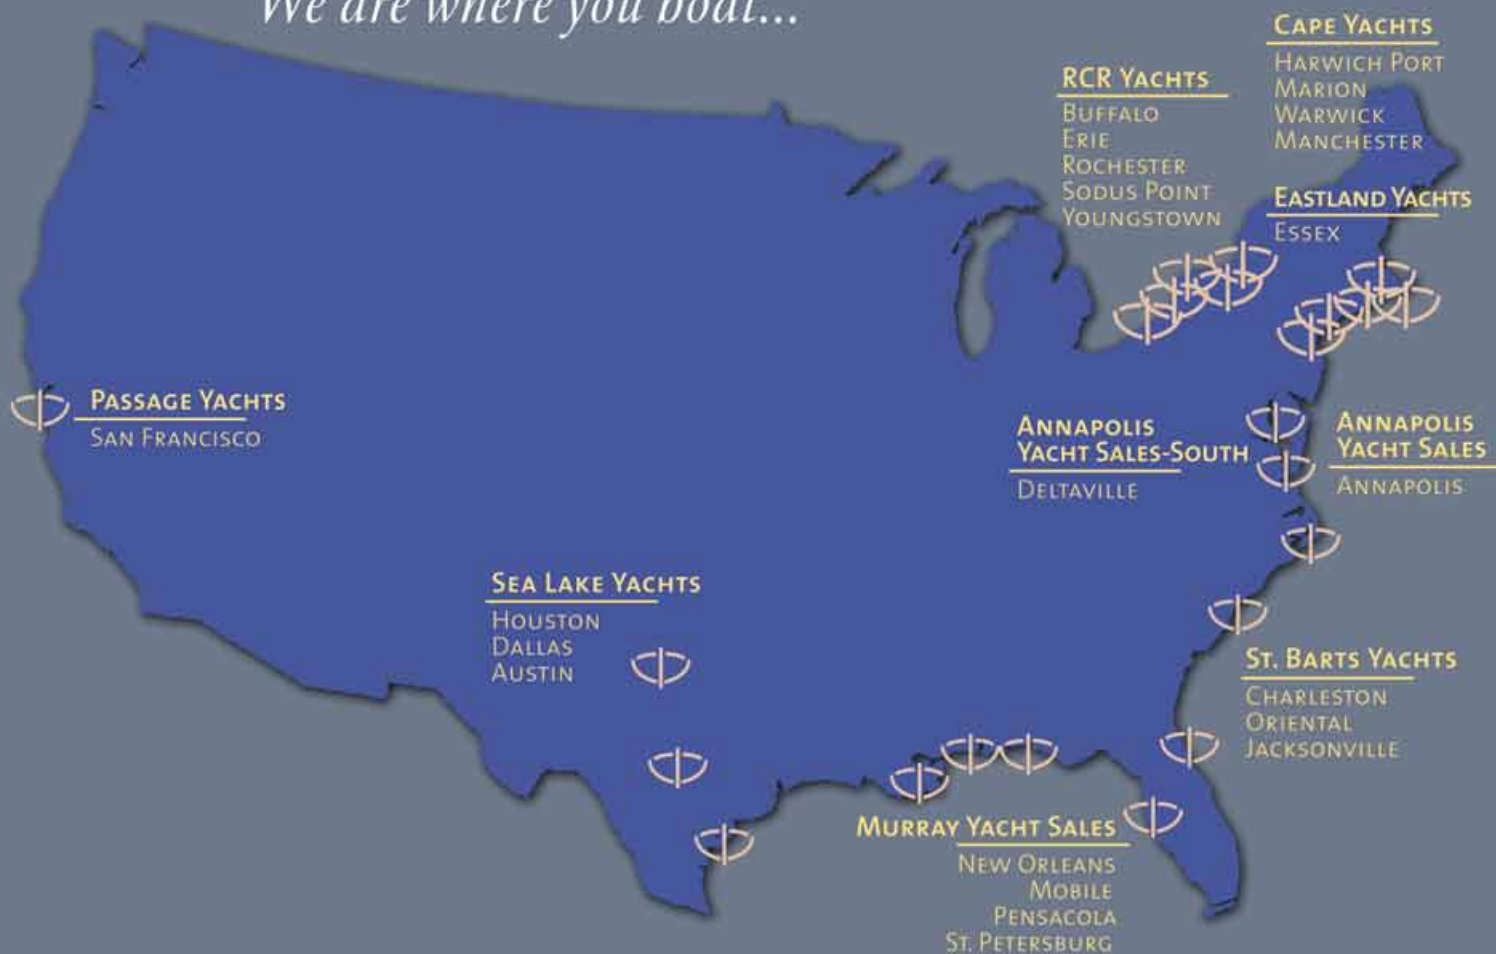 We are where you boat...
CAPE YACHTS
HARWICH PORT
MARION
WARWICK
MANCHESTER
RCR YACHTS
BUFFALO
ERIE
ROCHESTER
SODUS POINT
YOUNGSTOWN
EASTLAND YACHTS
ESSEX
PASSAGE YACHTS
SAN FRANCISCO
ANNAPOLIS
YACHT SALES-SOUTH
DELTAVILLE
ANNAPOLIS
YACHT SALES
ANNAPOLIS
SEA LAKE YACHTS
HOUSTON
DALLAS
AUSTIN
ST. BARTS YACHTS
CHARLESTON
ORIENTAL
JACKSONVILLE
MURRAY YACHT SALES
NEW ORLEANS
MOBILE
PENSACOLA
ST. PETERSBURG